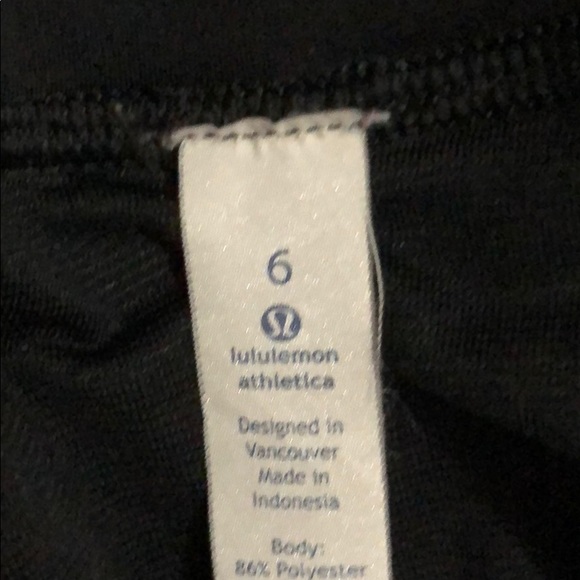 6
lululemon
athletica
Designed in
Vancouver
Made in
Indonesia
Body:
86% Polyester